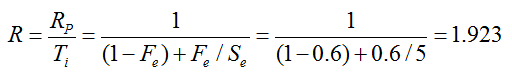 R = R_P / T_i = 1 / ((1 − F_e) + F_e / S_e) = 1 / ((1 − 0.6) + 0.6 / 5) = 1.923